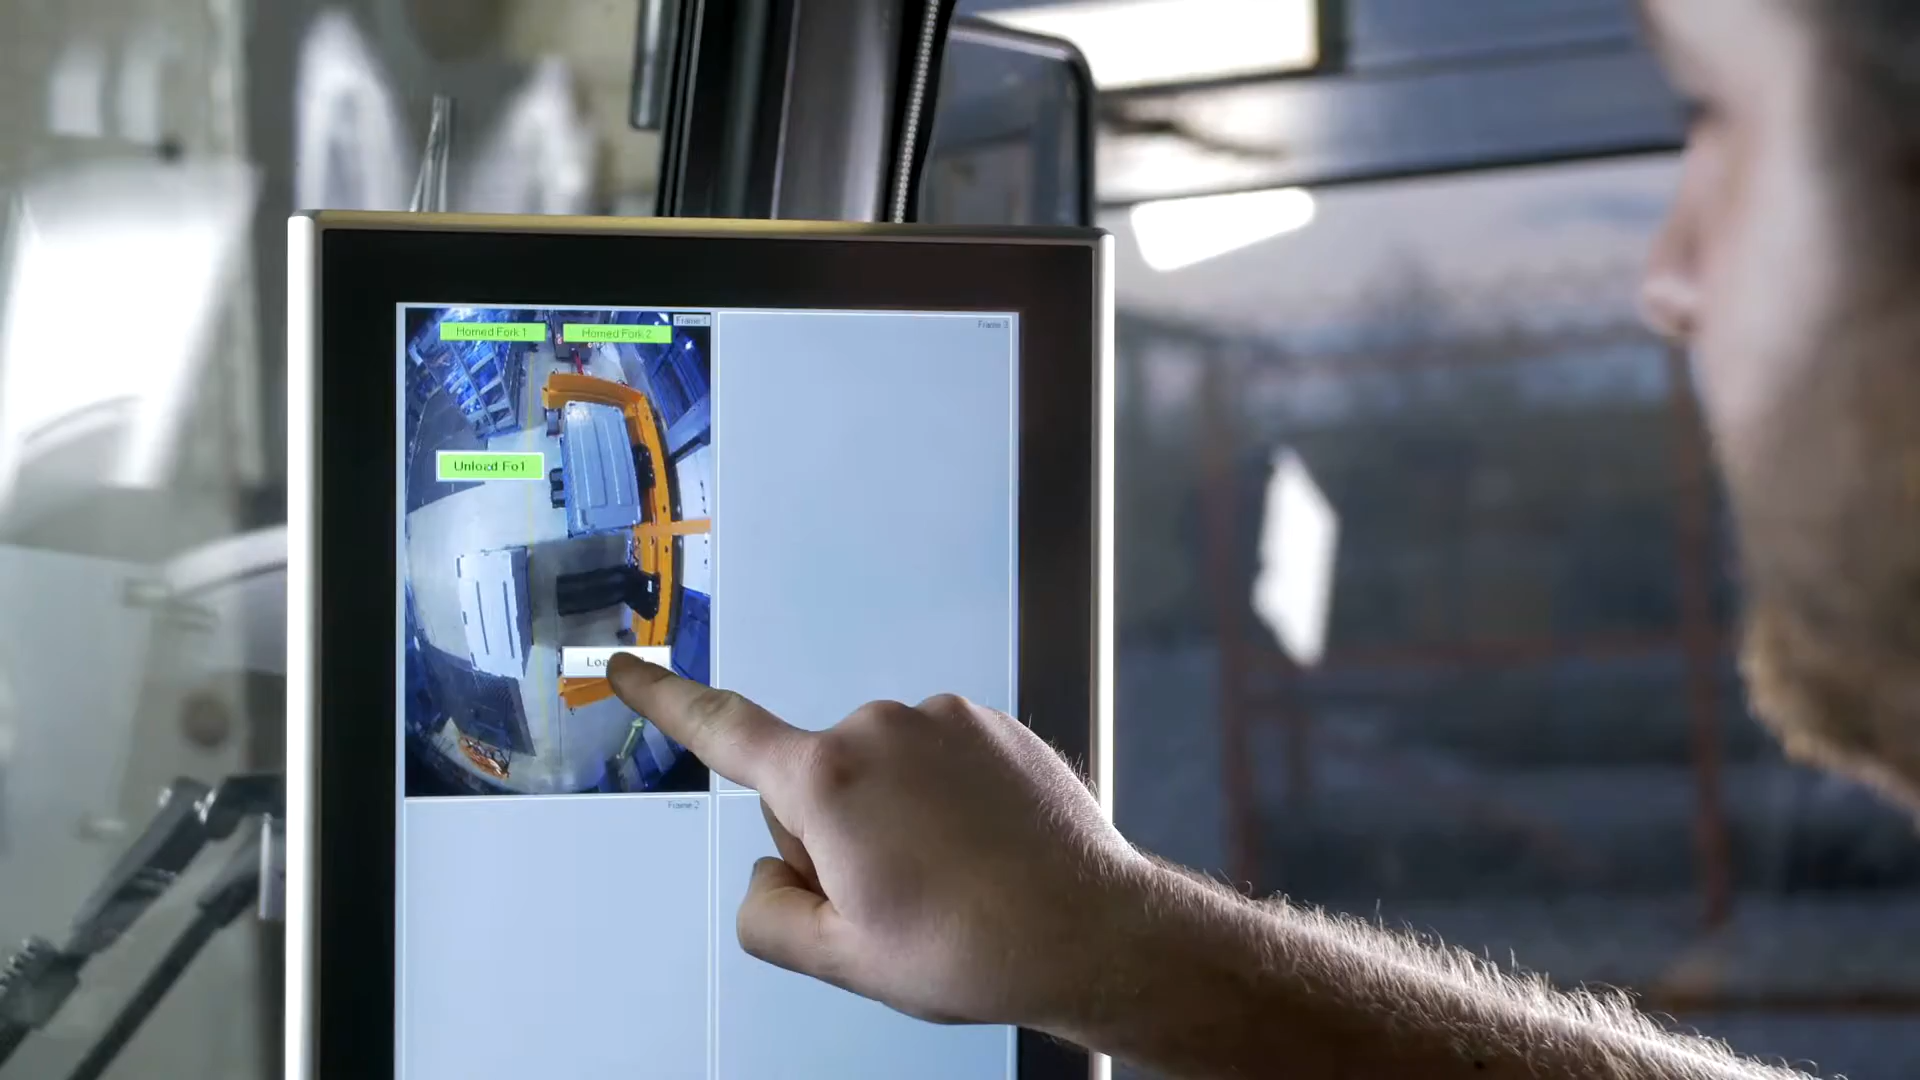 Homed Fork 1
Homed Fork 2
Frame 1
Frame 3
Unload Fo1
Frame 2